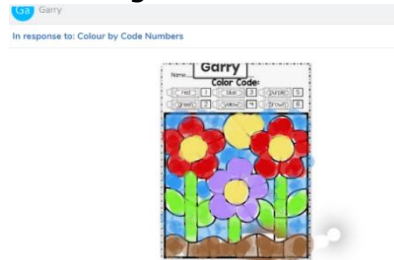 Ga Garry
In response to: Colour by Code Numbers
Garry
Name
Color Code:
red 1 blue 3 purple 5
green 2 yellow 4 brown 6